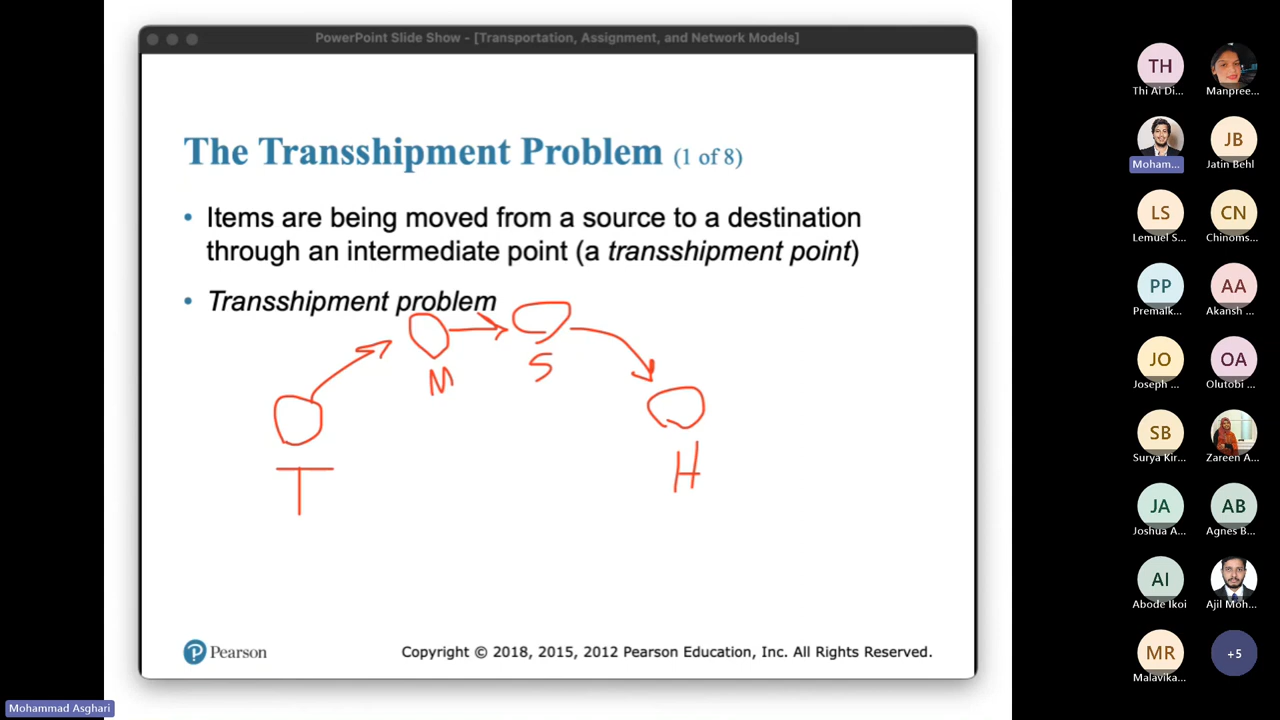 PowerPoint Slide Show - [Transportation, Assignment, and Network Models]
The Transshipment Problem (1 of 8)
• Items are being moved from a source to a destination
through an intermediate point (a transshipment point)
• Transshipment problem
M
S
T
H
Pearson
Copyright © 2018, 2015, 2012 Pearson Education, Inc. All Rights Reserved.
Mohammad Asghari
TH
Thi Ai Di...
Manpree...
Moham...
JB
Jatin Behl
LS
Lemuel S...
CN
Chinoms...
PP
Premalk...
AA
Akansh ...
JO
Joseph ...
OA
Olutobi ...
SB
Surya Kir...
Zareen A...
JA
Joshua A...
AB
Agnes B...
AI
Abode Ikoi
Ajil Moh...
MR
Malavika...
+5